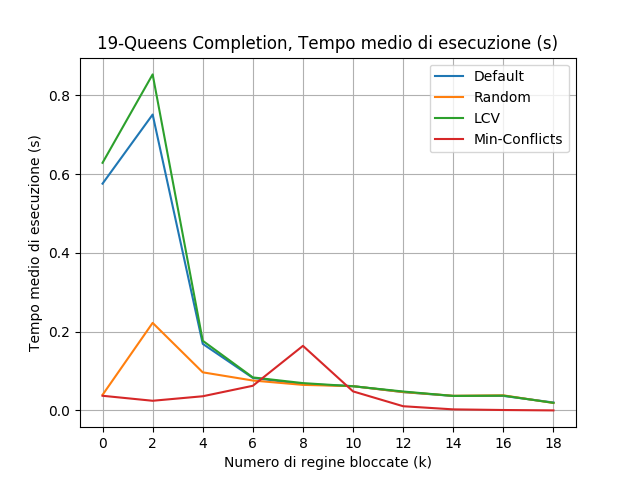 19-Queens Completion, Tempo medio di esecuzione (s)
Default
Random
LCV
Min-Conflicts
Tempo medio di esecuzione (s)
0.8
0.6
0.4
0.2
0.0
0 2 4 6 8 10 12 14 16 18
Numero di regine bloccate (k)